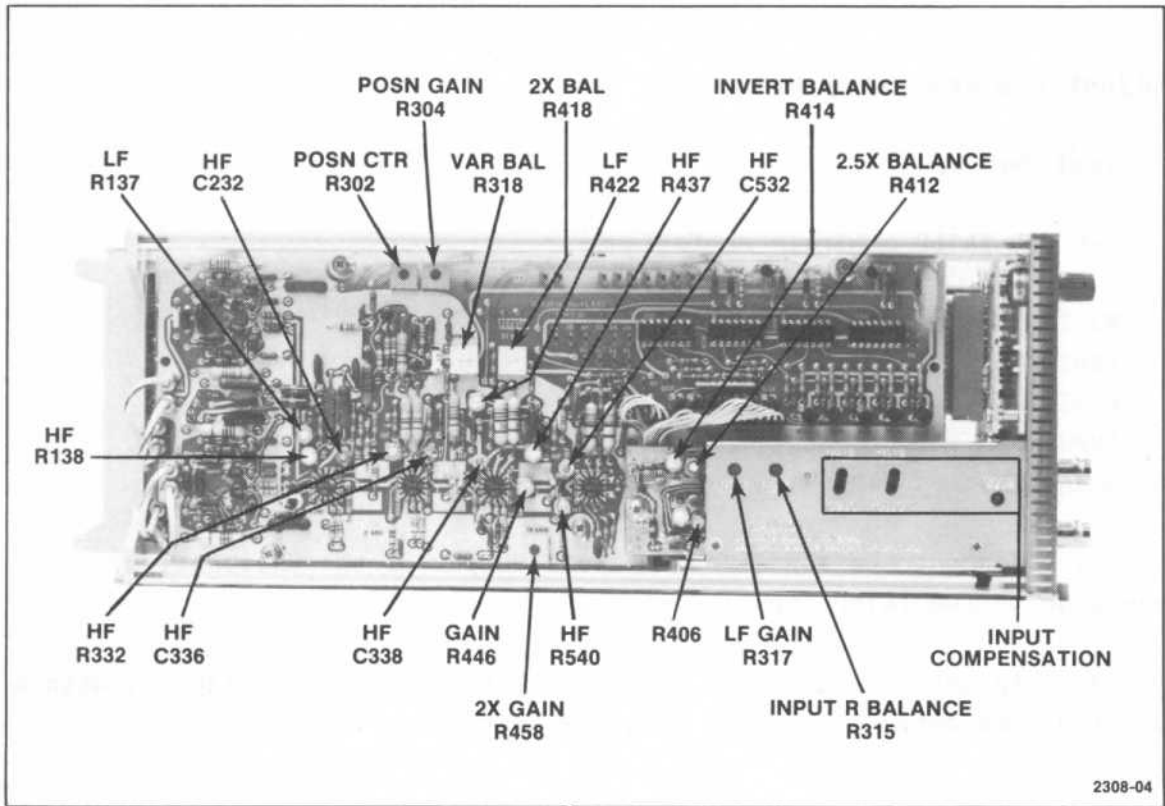 POSN GAIN
R304
2X BAL
R418
INVERT BALANCE
R414
LF
R137
HF
C232
POSN CTR
R302
VAR BAL
R318
LF
R422
HF
R437
HF
C532
2.5X BALANCE
R412
HF
R138
HF
R332
HF
C336
HF
C338
GAIN
R446
HF
R540
R406
LF GAIN
R317
INPUT
COMPENSATION
2X GAIN
R458
INPUT R BALANCE
R315
2308-04